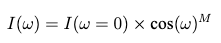 I(ω) = I(ω = 0) × cos(ω)^M